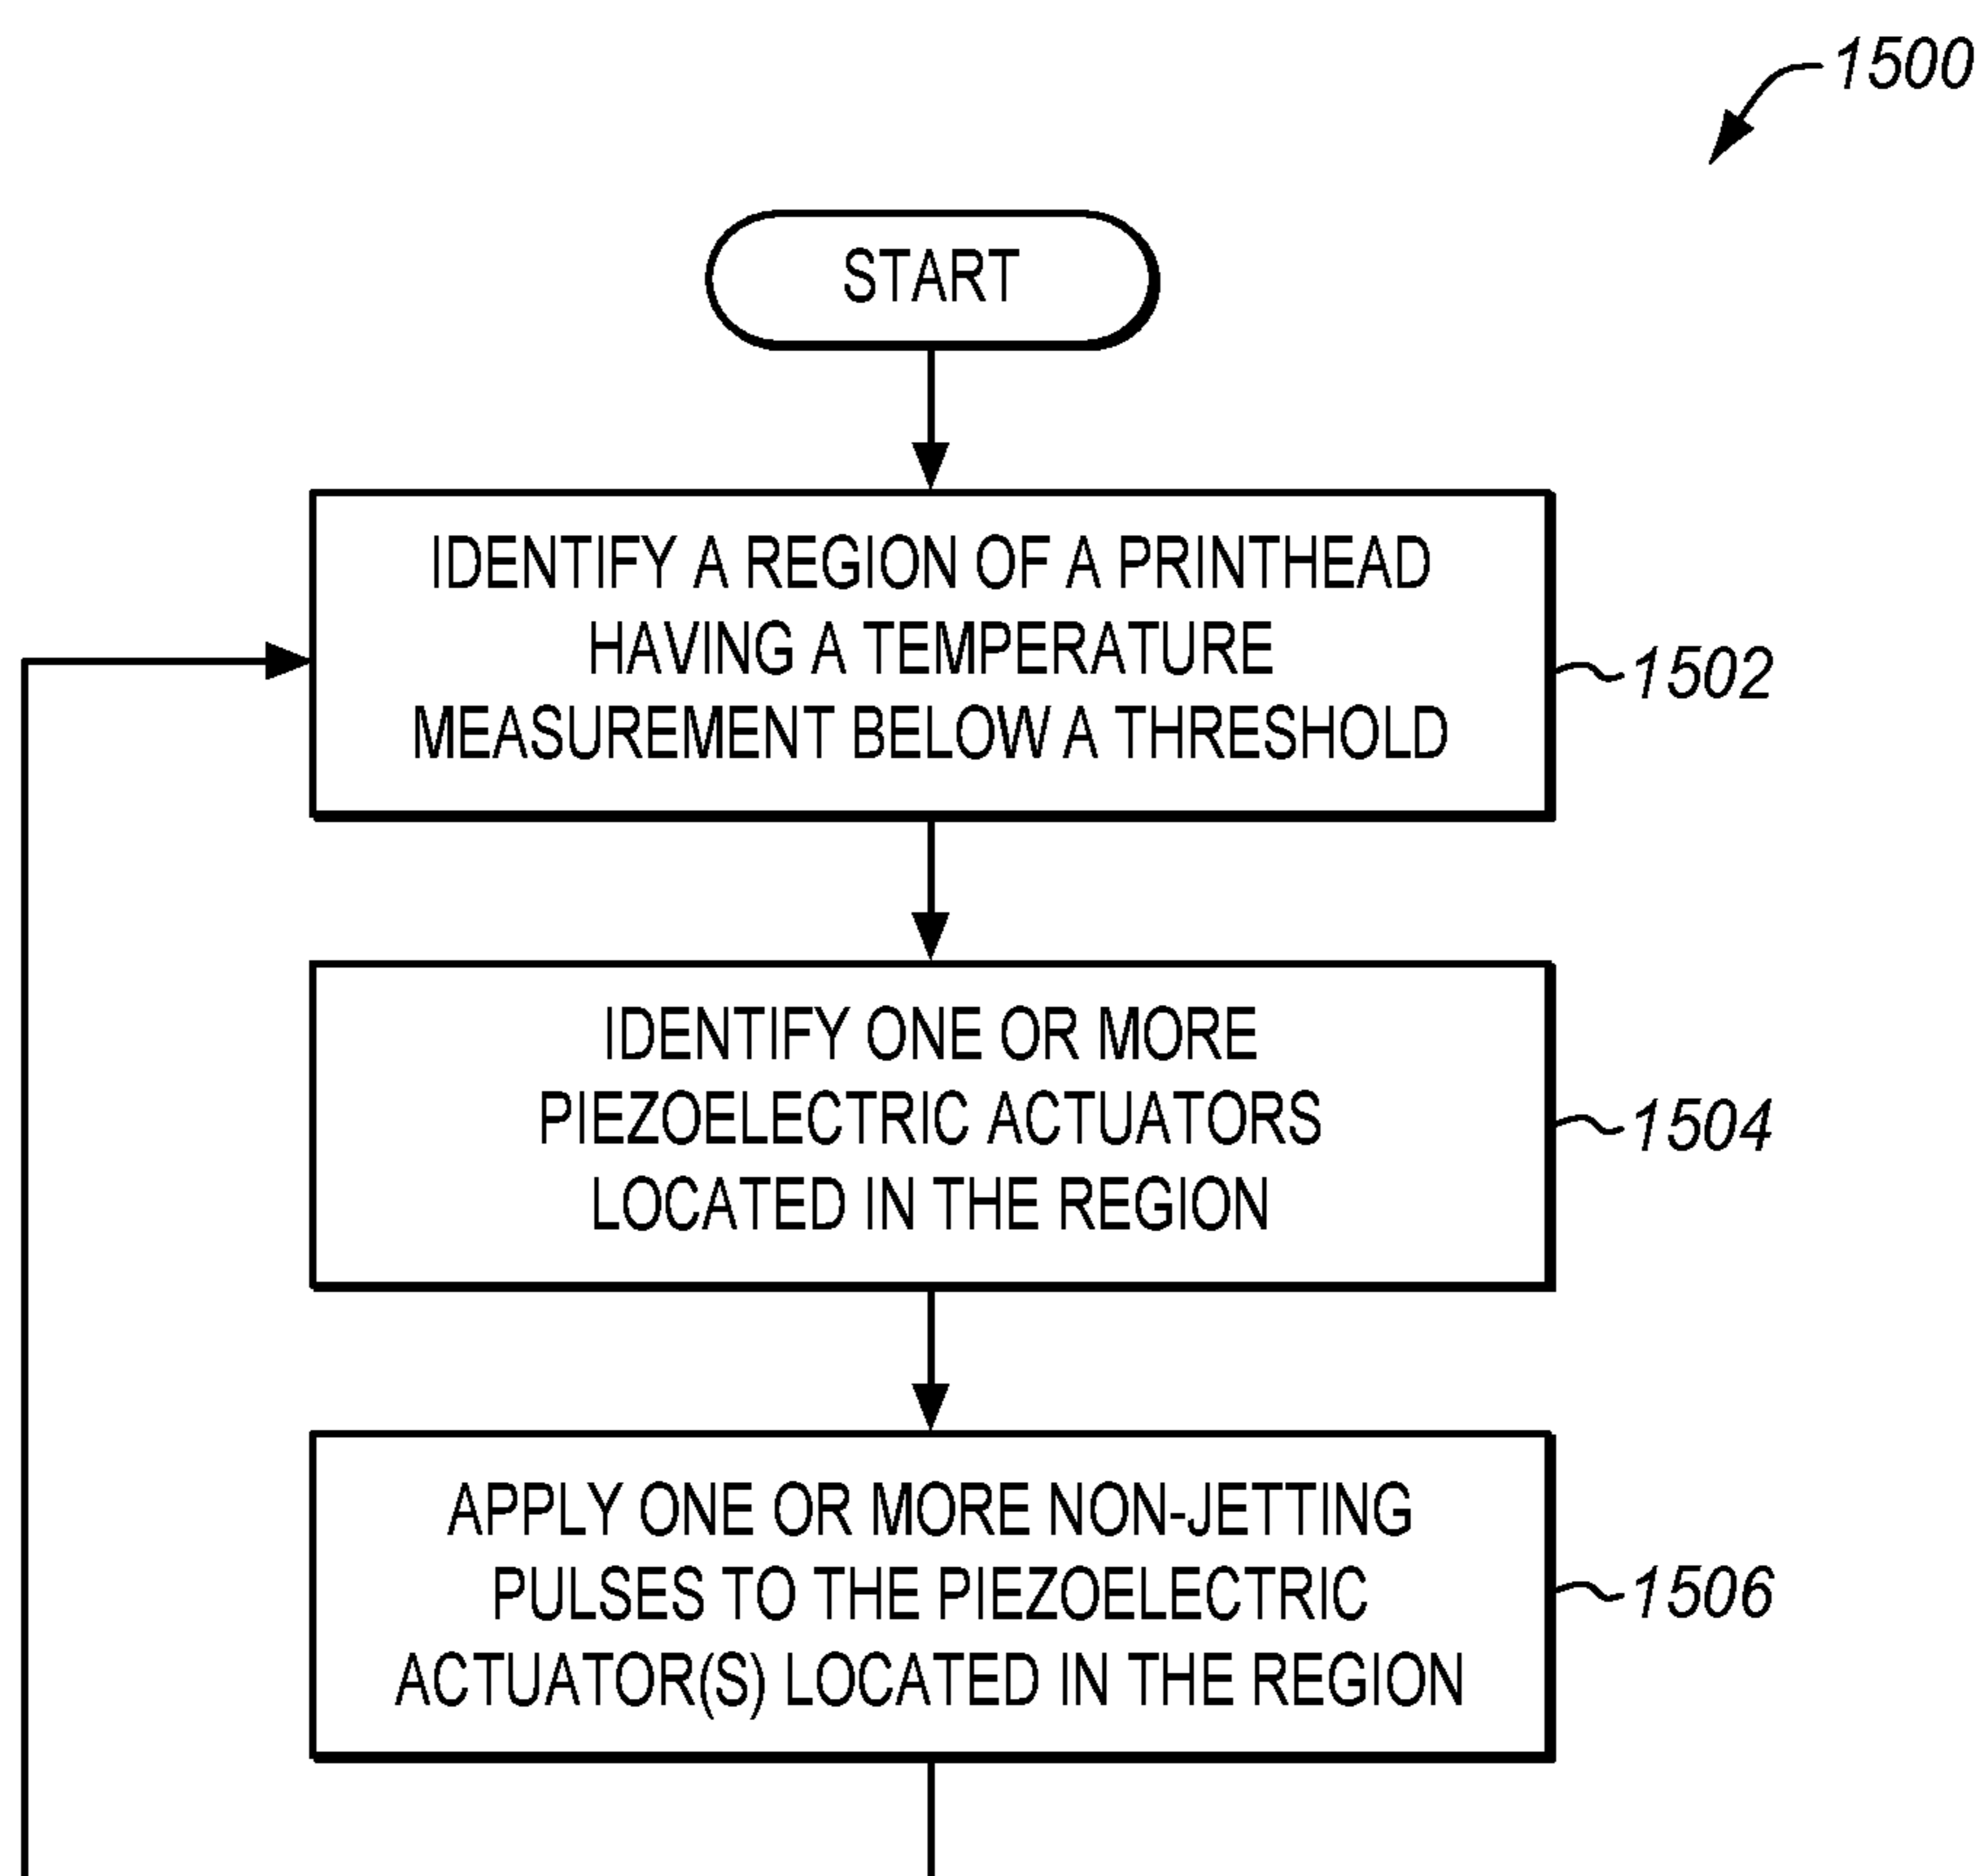 1500
START
IDENTIFY A REGION OF A PRINTHEAD
HAVING A TEMPERATURE
MEASUREMENT BELOW A THRESHOLD
1502
IDENTIFY ONE OR MORE
PIEZOELECTRIC ACTUATORS
LOCATED IN THE REGION
1504
APPLY ONE OR MORE NON-JETTING
PULSES TO THE PIEZOELECTRIC
ACTUATOR(S) LOCATED IN THE REGION
1506